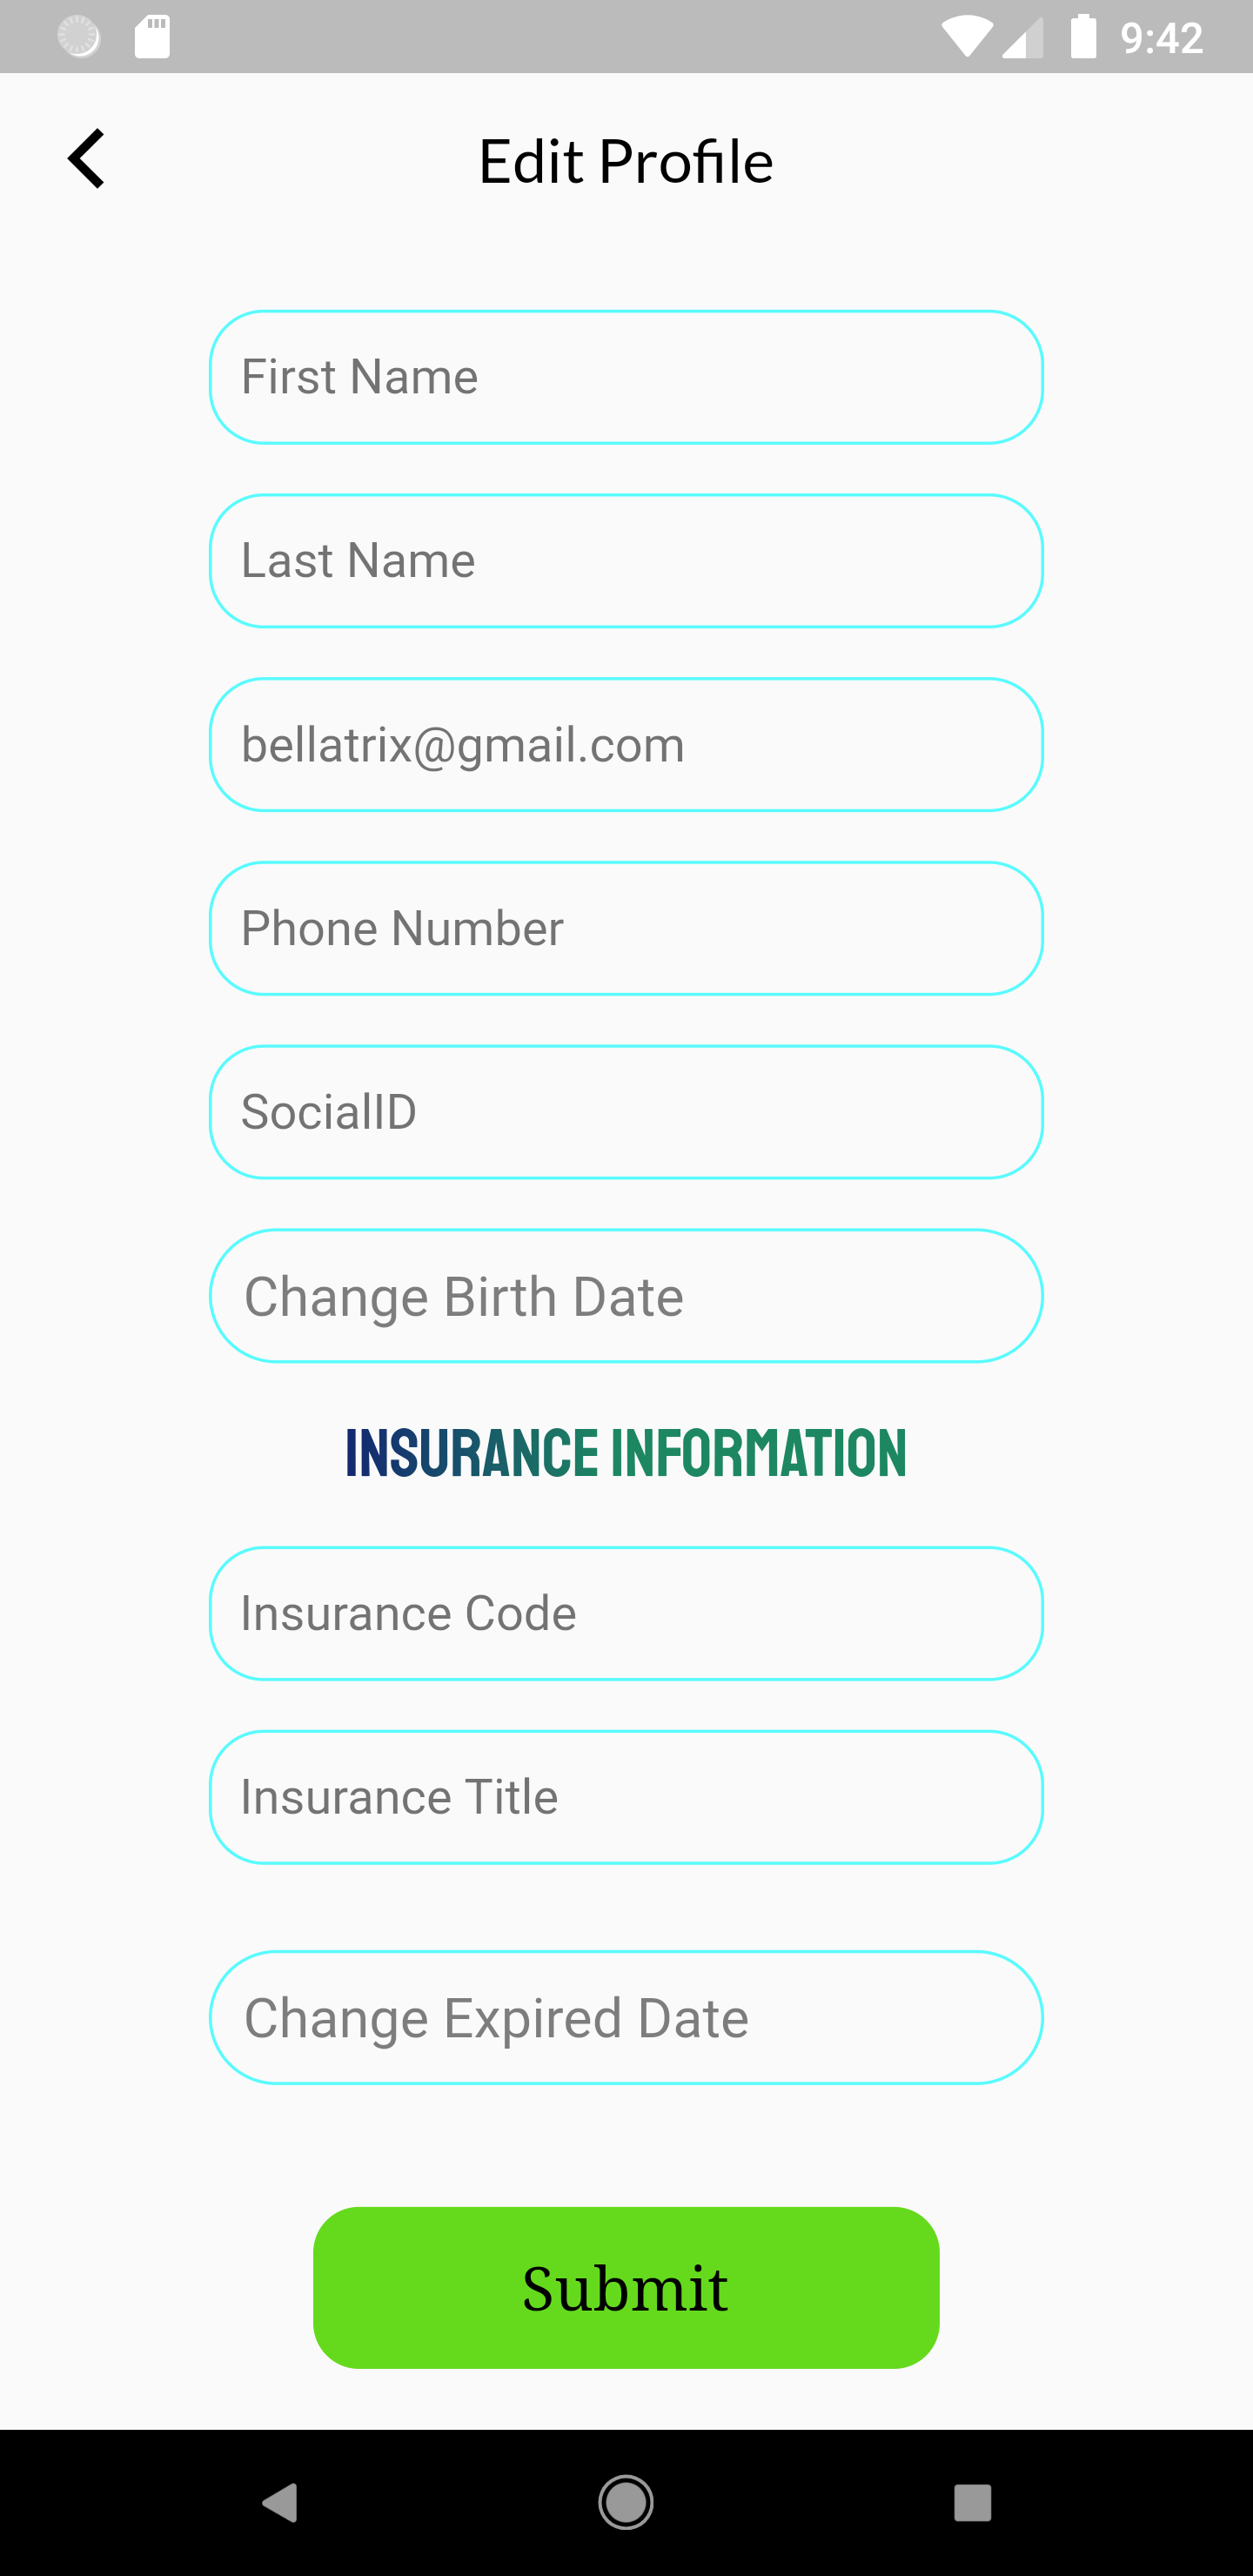 9:42
Edit Profile
First Name
Last Name
bellatrix@gmail.com
Phone Number
SocialID
Change Birth Date
INSURANCE INFORMATION
Insurance Code
Insurance Title
Change Expired Date
Submit